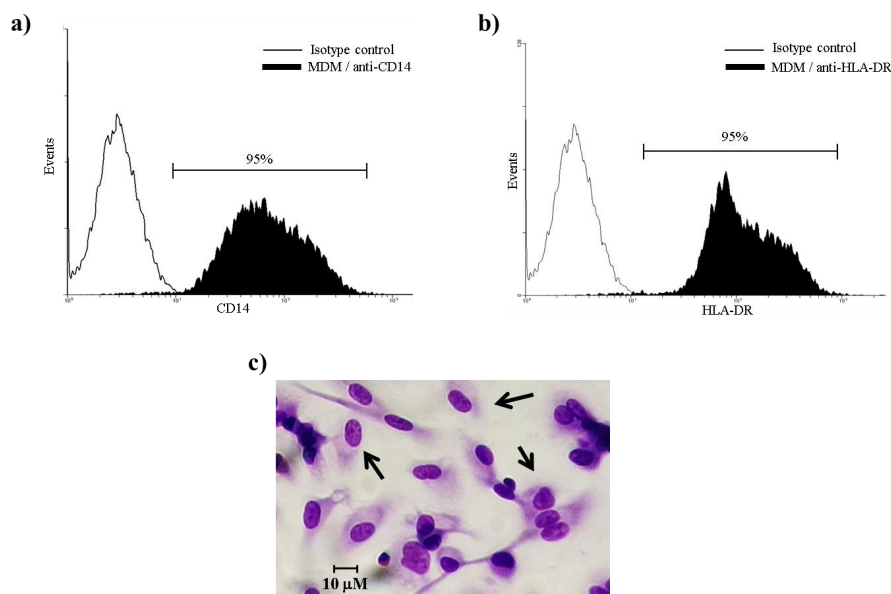 a)
Isotype control
MDM / anti-CD14
Events
95%
CD14
b)
Isotype control
MDM / anti-HLA-DR
Events
95%
HLA-DR
c)
10 µM